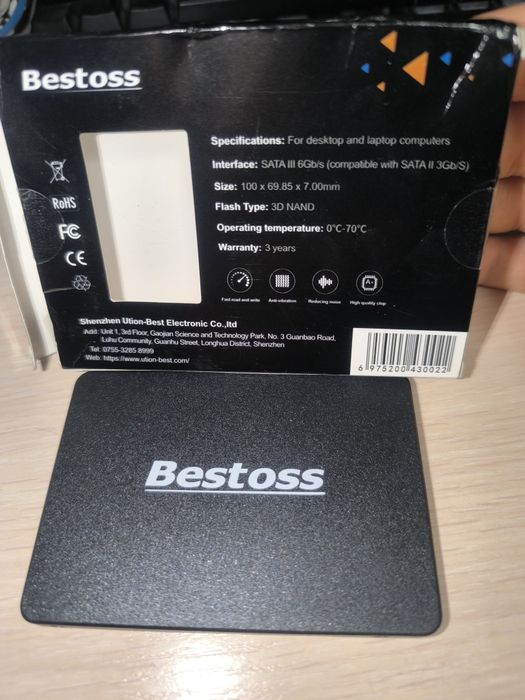 Bestoss
Specifications: For desktop and laptop computers
Interface: SATA III 6Gb/s (compatible with SATA II 3Gb/S)
Size: 100 x 69.85 x 7.00mm
RoHS
Flash Type: 3D NAND
FC
Operating temperature: 0°C-70°C
CE
Warranty: 3 years
A+
Fast read and write
Anti-vibration
Reducing noise
High quality chip
Shenzhen Ution-Best Electronic Co.,ltd
Add: Unit 1, 3rd Floor, Gaojian Science and Technology Park, No. 3 Guanbao Road,
Luhu Community, Guanhu Street, Longhua District, Shenzhen
Tel: 0755-3285 8999
Web: https://www.ution-best.com/
6 975200 430022
Bestoss